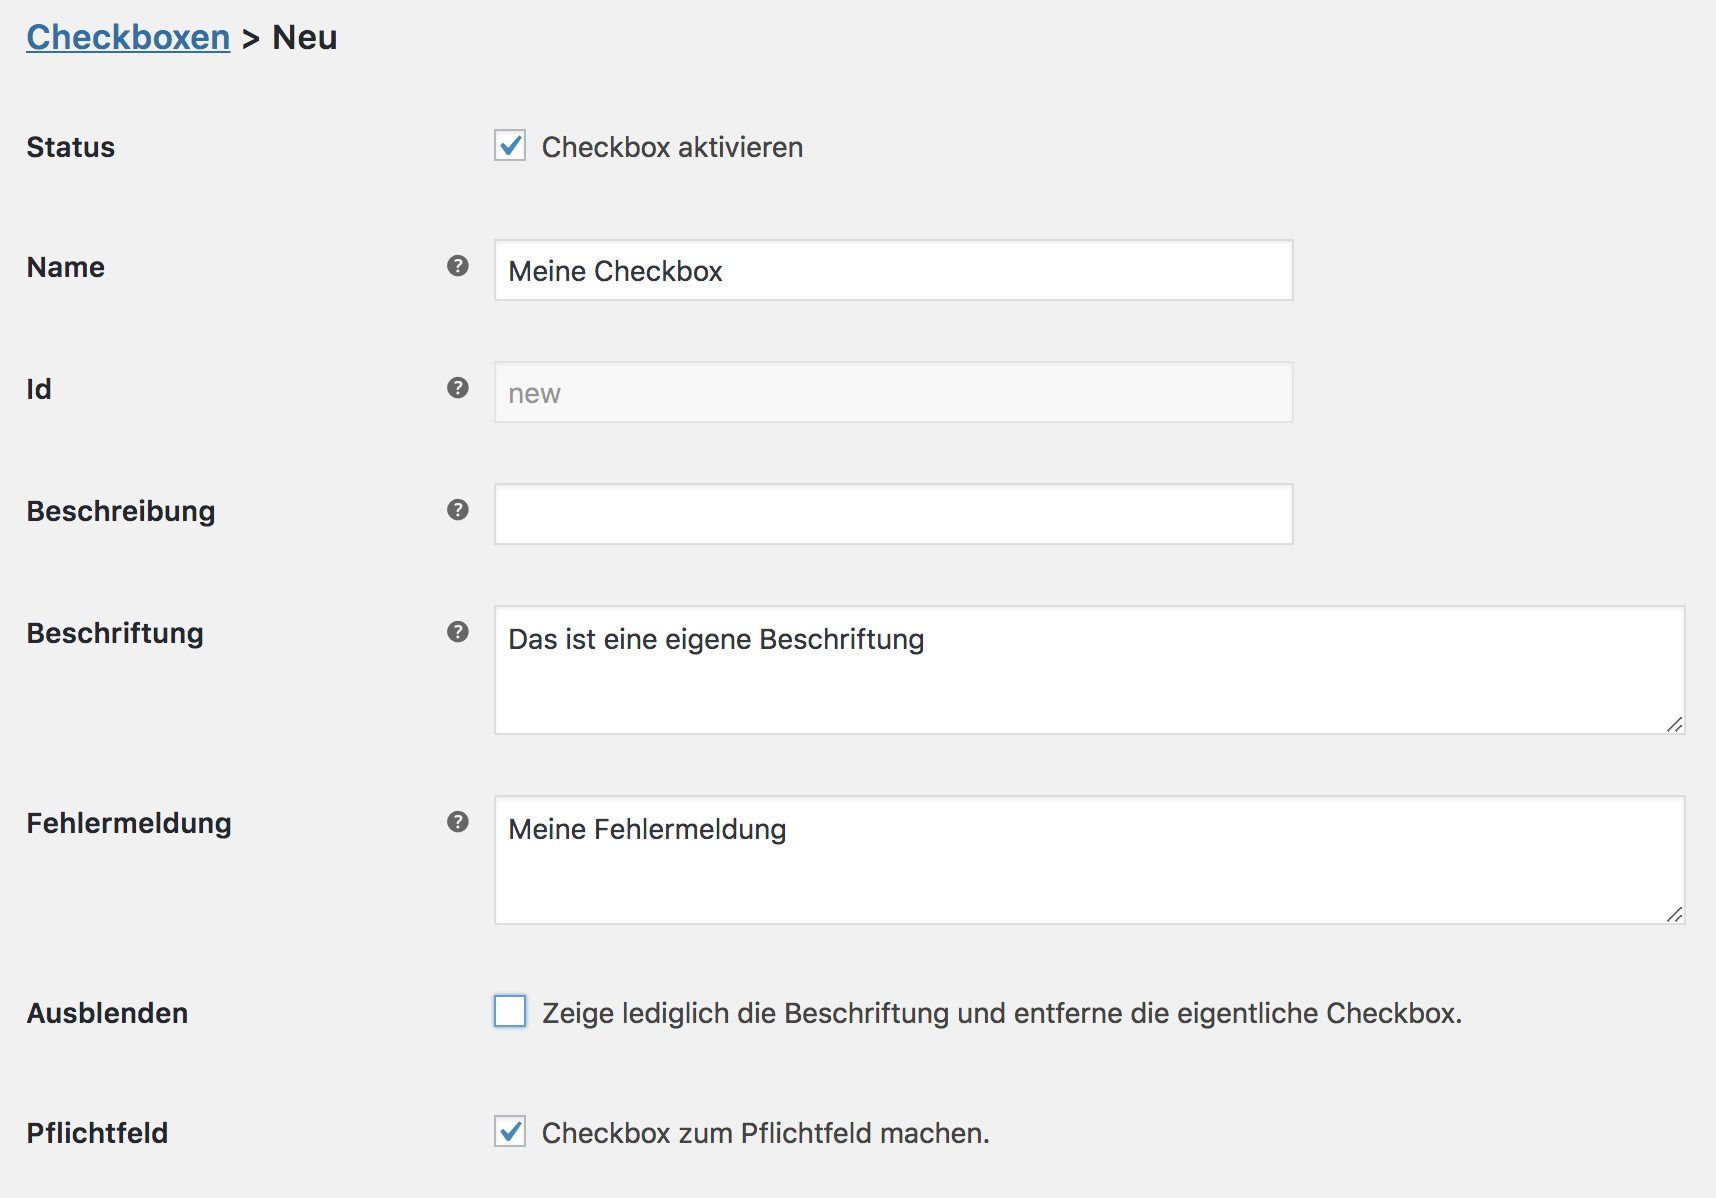 Checkboxen > Neu
Status
Checkbox aktivieren
Name
?
Meine Checkbox
Id
?
new
Beschreibung
?
Beschriftung
?
Das ist eine eigene Beschriftung
Fehlermeldung
?
Meine Fehlermeldung
Ausblenden
Zeige lediglich die Beschriftung und entferne die eigentliche Checkbox.
Pflichtfeld
Checkbox zum Pflichtfeld machen.